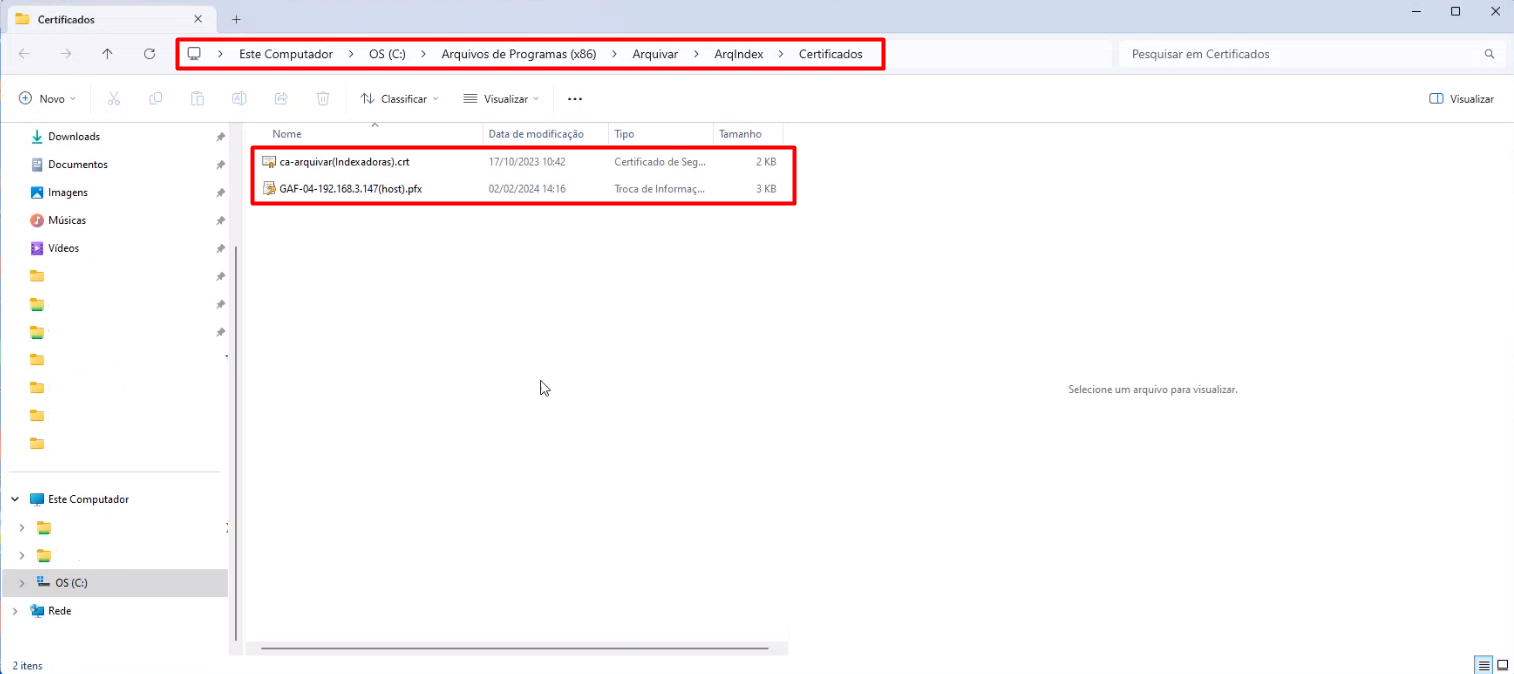 Certificados
Este Computador > OS (C:) > Arquivos de Programas (x86) > Arquivar > ArqIndex > Certificados
Pesquisar em Certificados
Novo
Classificar
Visualizar
Visualizar
Downloads
Documentos
Imagens
Músicas
Vídeos
Este Computador
OS (C:)
Rede
Nome Data de modificação Tipo Tamanho
ca-arquivar(Indexadoras).crt 17/10/2023 10:42 Certificado de Seg... 2 KB
GAF-04-192.168.3.147(host).pfx 02/02/2024 14:16 Troca de Informaç... 3 KB
Selecione um arquivo para visualizar.
2 itens